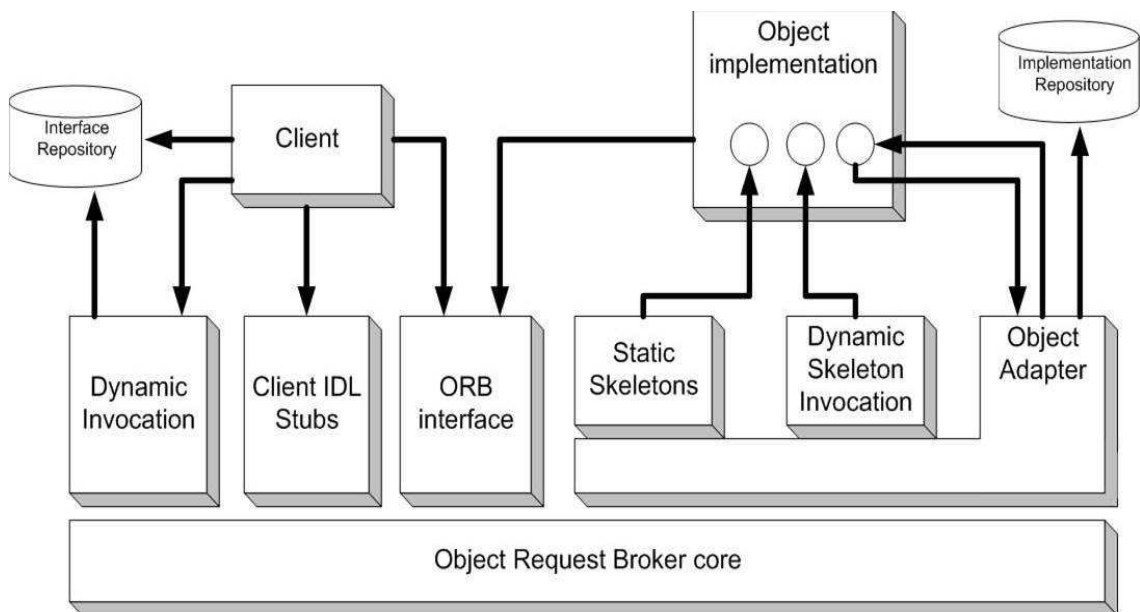 Object
implementation
Implementation
Repository
Interface
Repository
Client
Dynamic
Invocation
Client IDL
Stubs
ORB
interface
Static
Skeletons
Dynamic
Skeleton
Invocation
Object
Adapter
Object Request Broker core